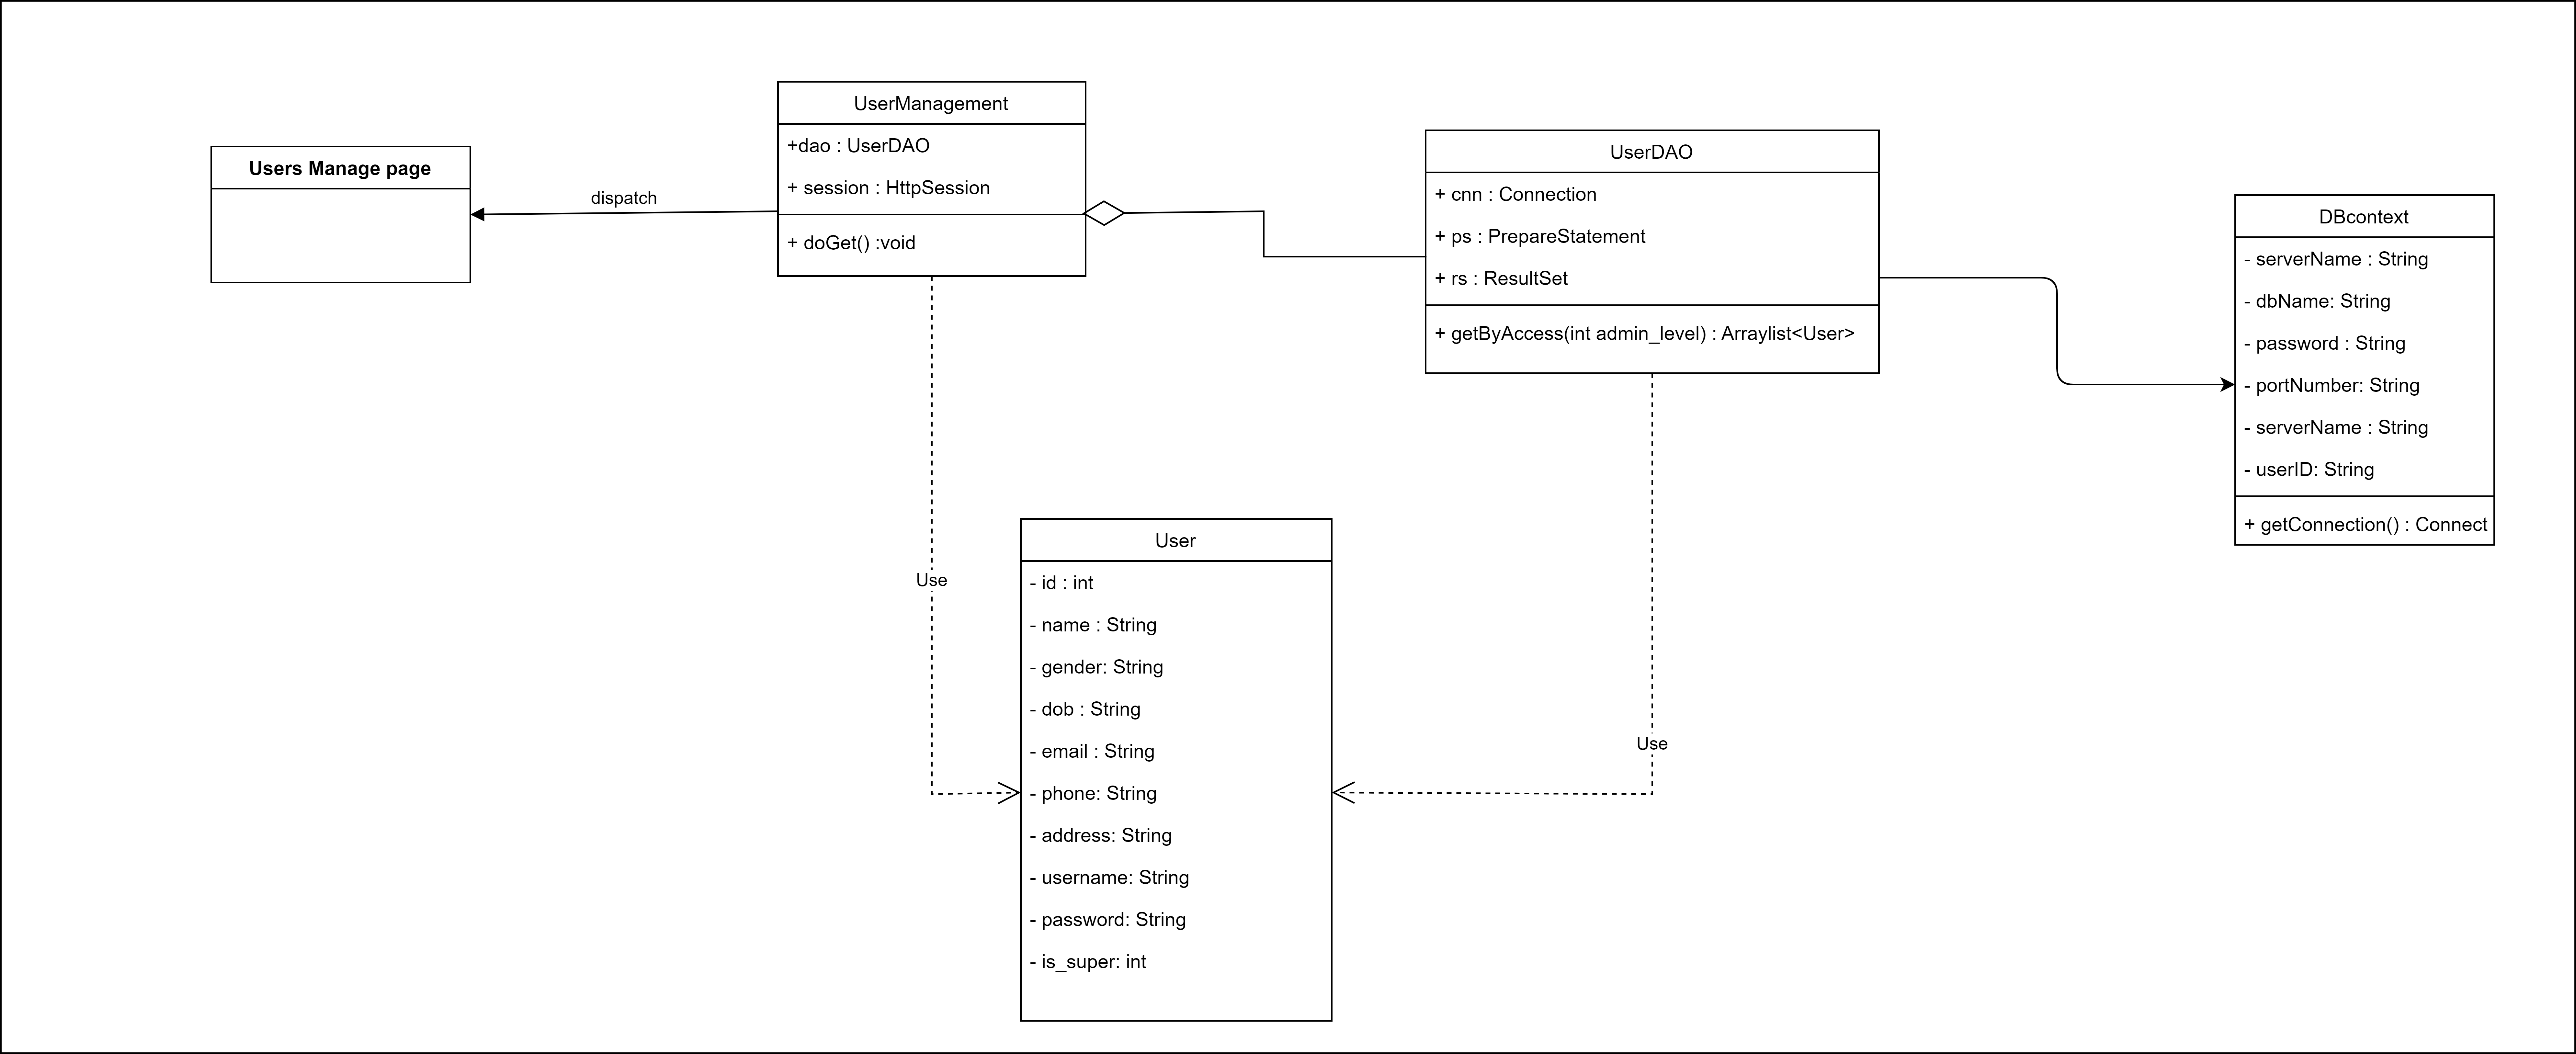 Users Manage page
dispatch
UserManagement
+dao : UserDAO
+ session : HttpSession
+ doGet() :void
UserDAO
+ cnn : Connection
+ ps : PrepareStatement
+ rs : ResultSet
+ getByAccess(int admin_level) : Arraylist<User>
DBcontext
- serverName : String
- dbName: String
- password : String
- portNumber: String
- serverName : String
- userID: String
+ getConnection() : Connect
Use
User
- id : int
- name : String
- gender: String
- dob : String
- email : String
- phone: String
- address: String
- username: String
- password: String
- is_super: int
Use